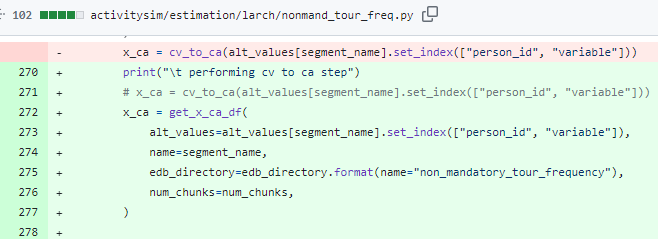 102 activitysim/estimation/larch/nonmand_tour_freq.py
- x_ca = cv_to_ca(alt_values[segment_name].set_index(["person_id", "variable"]))
270 + print("\t performing cv to ca step")
271 + # x_ca = cv_to_ca(alt_values[segment_name].set_index(["person_id", "variable"]))
272 + x_ca = get_x_ca_df(
273 + alt_values=alt_values[segment_name].set_index(["person_id", "variable"]),
274 + name=segment_name,
275 + edb_directory=edb_directory.format(name="non_mandatory_tour_frequency"),
276 + num_chunks=num_chunks,
277 + )
278 +